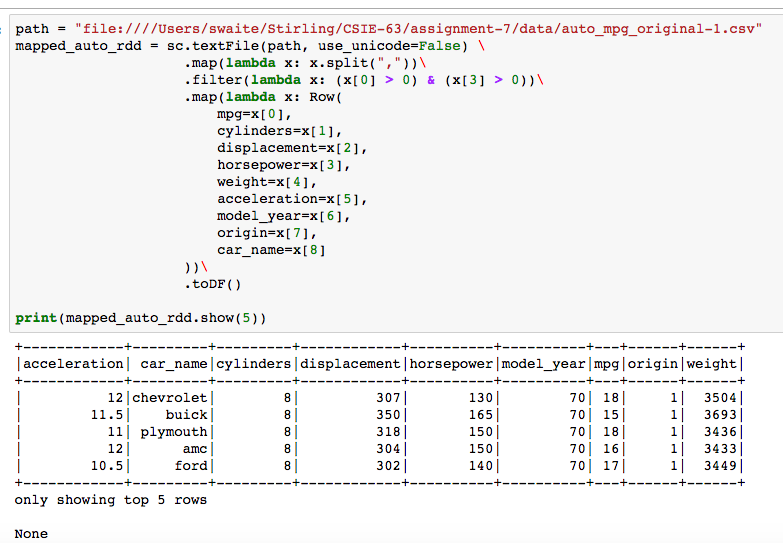 path = "file:////Users/swaite/Stirling/CSIE-63/assignment-7/data/auto_mpg_original-1.csv"
mapped_auto_rdd = sc.textFile(path, use_unicode=False) \
                    .map(lambda x: x.split(","))\
                    .filter(lambda x: (x[0] > 0) & (x[3] > 0))\
                    .map(lambda x: Row(
                        mpg=x[0],
                        cylinders=x[1],
                        displacement=x[2],
                        horsepower=x[3],
                        weight=x[4],
                        acceleration=x[5],
                        model_year=x[6],
                        origin=x[7],
                        car_name=x[8]
                    ))\
                    .toDF()
print(mapped_auto_rdd.show(5))
+------------+---------+---------+------------+----------+----------+---+------+------+
|acceleration| car_name|cylinders|displacement|horsepower|model_year|mpg|origin|weight|
+------------+---------+---------+------------+----------+----------+---+------+------+
|          12|chevrolet|        8|         307|       130|        70| 18|     1|  3504|
|        11.5|    buick|        8|         350|       165|        70| 15|     1|  3693|
|          11| plymouth|        8|         318|       150|        70| 18|     1|  3436|
|          12|      amc|        8|         304|       150|        70| 16|     1|  3433|
|        10.5|     ford|        8|         302|       140|        70| 17|     1|  3449|
+------------+---------+---------+------------+----------+----------+---+------+------+
only showing top 5 rows
None